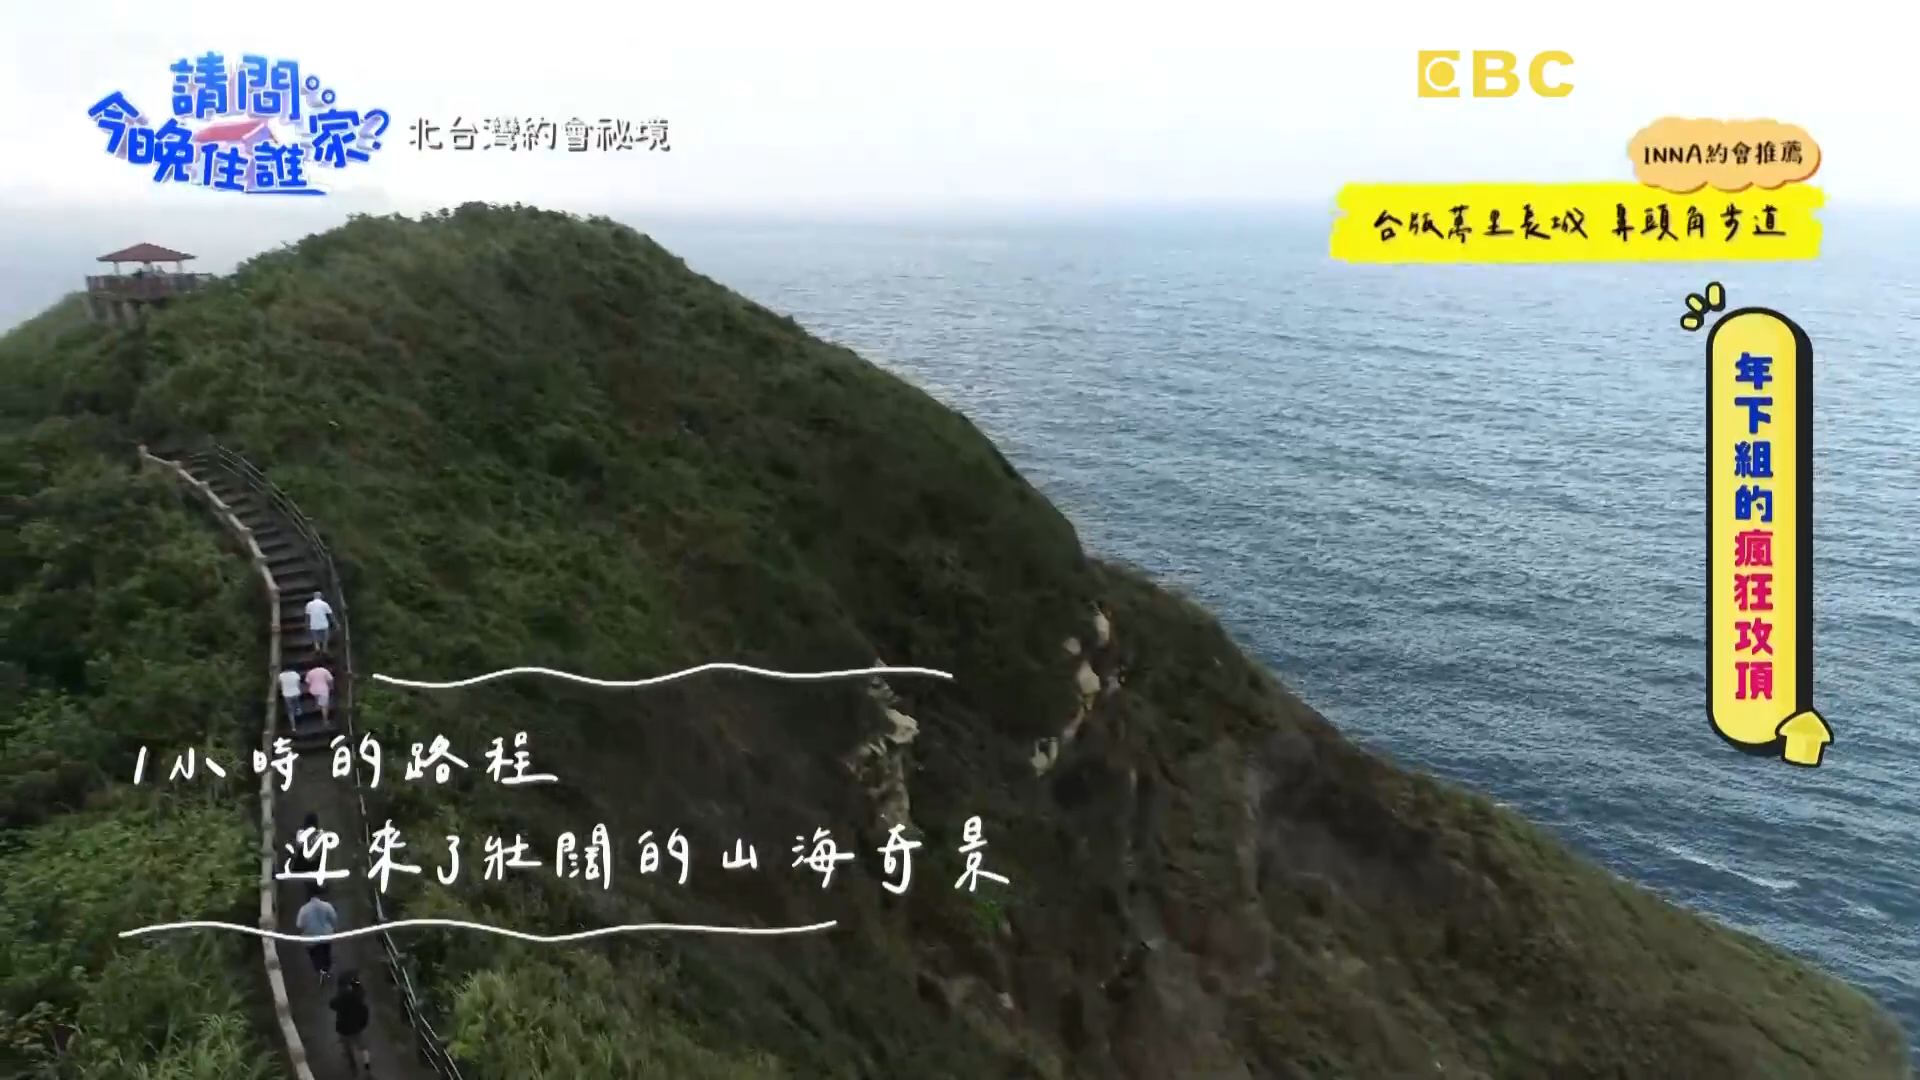 請問
今晚住誰家?
北台灣約會祕境
EBC
INNA約會推薦
台版萬里長城 鼻頭角步道
年下組的瘋狂攻頂
1小時的路程
迎來了壯闊的山海奇景